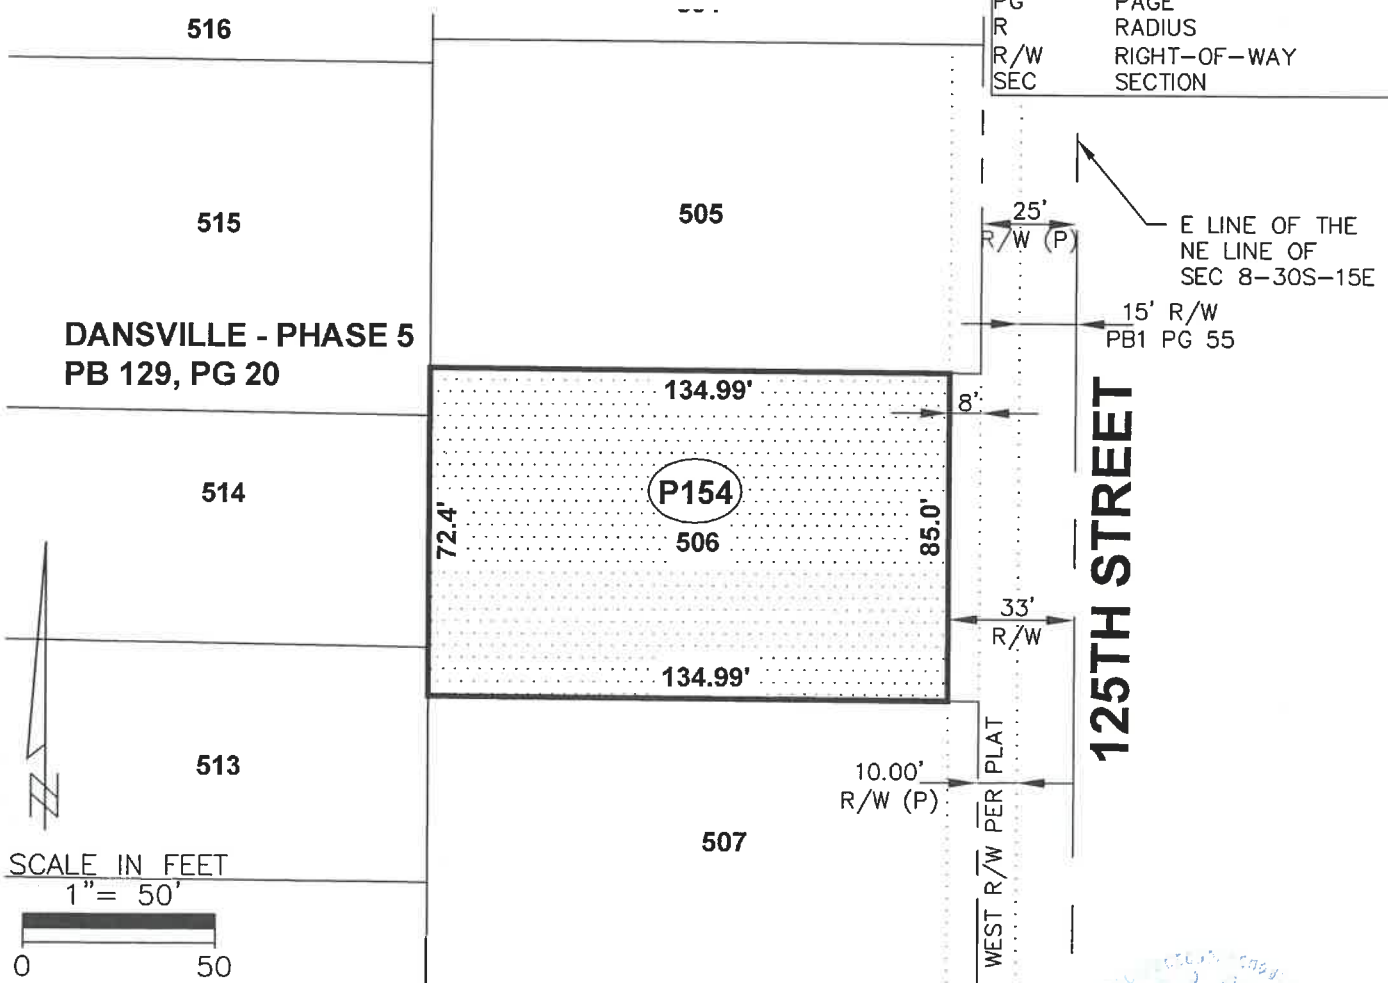 516
PG PAGE
R RADIUS
R/W RIGHT-OF-WAY
SEC SECTION
515
505
25'
R/W (P)
E LINE OF THE
NE LINE OF
SEC 8-30S-15E
15' R/W
PB1 PG 55
DANSVILLE - PHASE 5
PB 129, PG 20
134.99'
8'
514
P154
506
72.4'
85.0'
125TH STREET
33'
R/W
134.99'
513
10.00'
R/W (P)
WEST R/W PER PLAT
507
N
SCALE IN FEET
1"= 50'
0 50